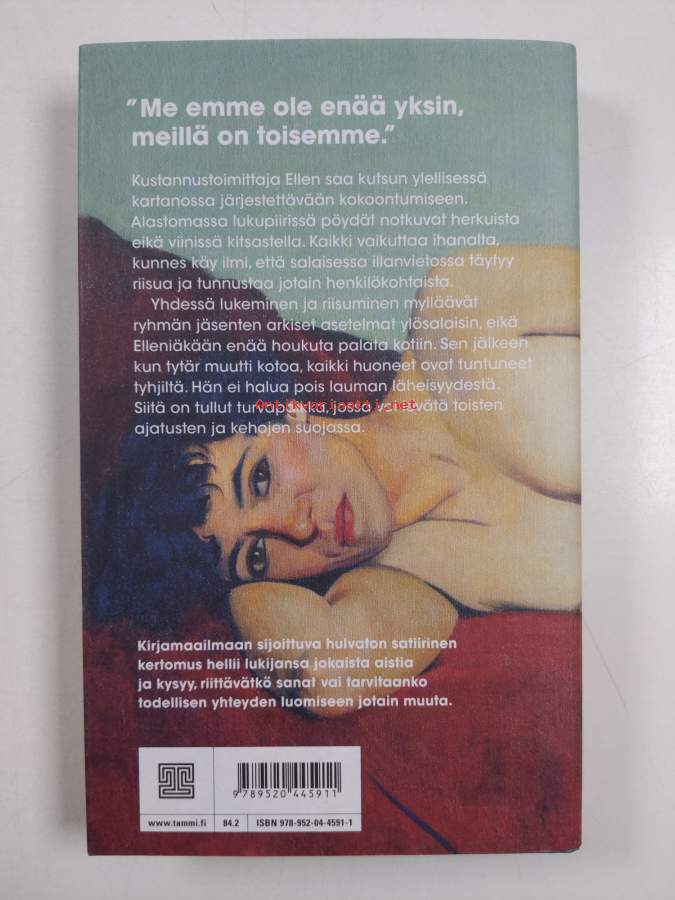 "Me emme ole enää yksin,
meillä on toisemme."
Kustannustoimittaja Ellen saa kutsun ylellisessä
kartanossa järjestettävään kokoontumiseen.
Alastomassa lukupiirissä pöydät notkuvat herkuista
eikä viinissä kitsastella. Kaikki vaikuttaa ihanalta,
kunnes käy ilmi, että salaisessa illanvietossa täytyy
riisua ja tunnustaa jotain henkilökohtaista.
Yhdessä lukeminen ja riisuminen mylläävät
ryhmän jäsenten arkiset asetelmat ylösalaisin, eikä
Elleniäkään enää houkuta palata kotiin. Sen jälkeen
kun tytär muutti kotoa, kaikki huoneet ovat tuntuneet
tyhjiltä. Hän ei halua pois lauman läheisyydestä.
Antikvariaatti.net
Siitä on tullut turvapaikka, jossa voi levätä toisten
ajatusten ja kehojen suojassa.
Kirjamaailmaan sijoittuva hulvaton satiirinen
kertomus hellii lukijansa jokaista aistia
ja kysyy, riittävätkö sanat vai tarvitaanko
todellisen yhteyden luomiseen jotain muuta.
9 789520 445911
www.tammi.fi 84.2 ISBN 978-952-04-4591-1